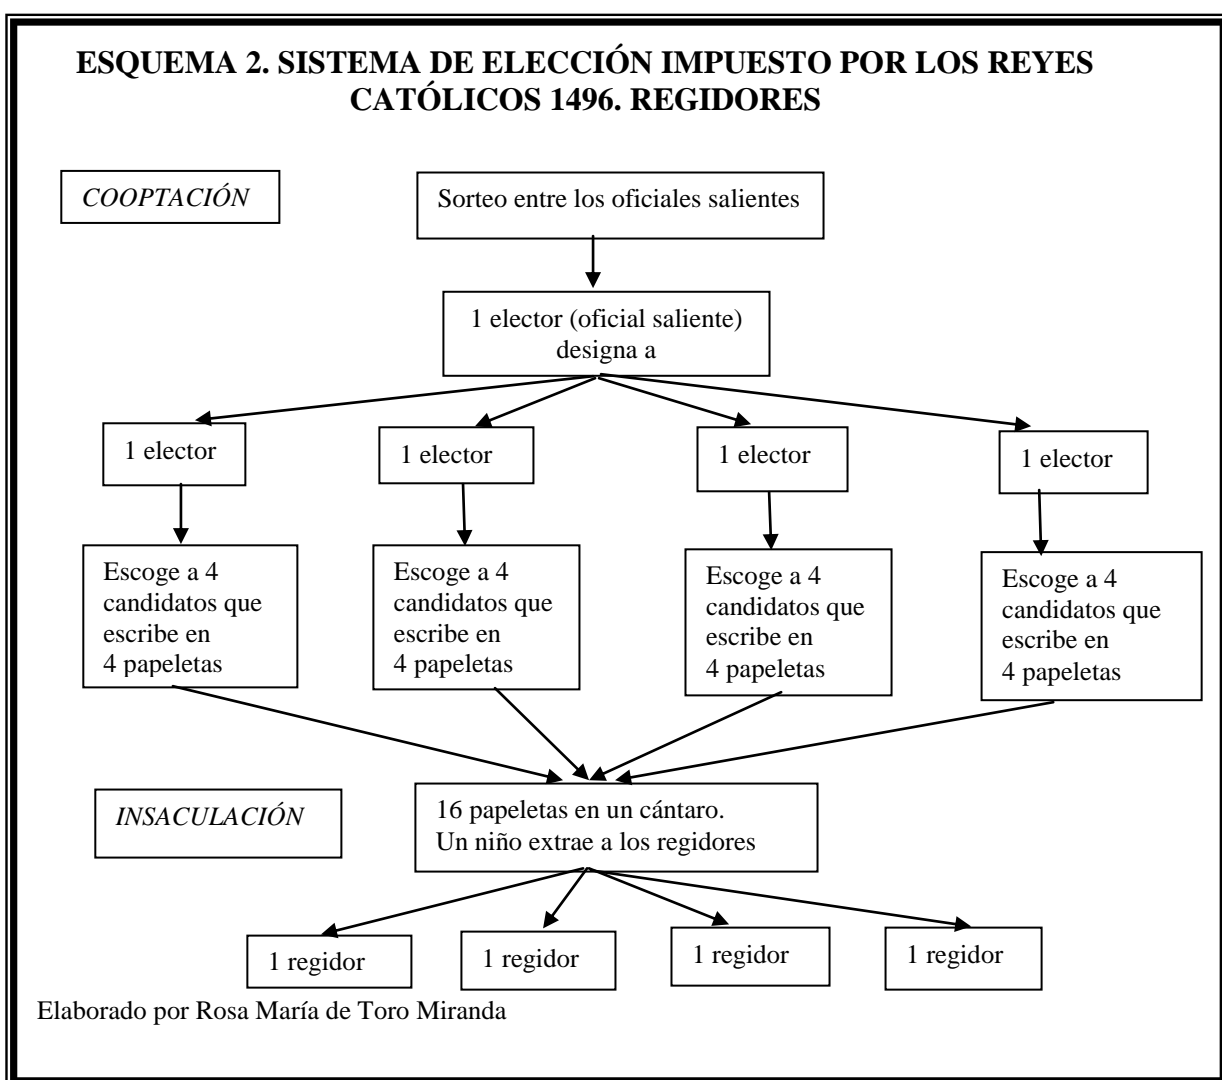 ESQUEMA 2. SISTEMA DE ELECCIÓN IMPUESTO POR LOS REYES
CATÓLICOS 1496. REGIDORES
COOPTACIÓN
Sorteo entre los oficiales salientes
1 elector (oficial saliente)
designa a
1 elector
1 elector
1 elector
1 elector
Escoge a 4
candidatos que
escribe en
4 papeletas
Escoge a 4
candidatos que
escribe en
4 papeletas
Escoge a 4
candidatos que
escribe en
4 papeletas
Escoge a 4
candidatos que
escribe en
4 papeletas
INSACULACIÓN
16 papeletas en un cántaro.
Un niño extrae a los regidores
1 regidor
1 regidor
1 regidor
1 regidor
Elaborado por Rosa María de Toro Miranda